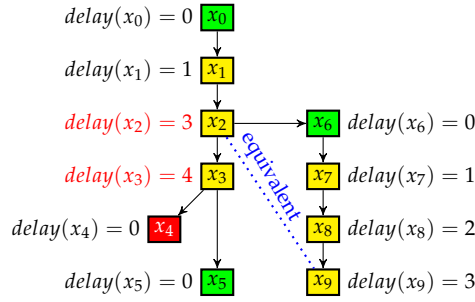 delay(x₀) = 0 x₀
delay(x₁) = 1 x₁
delay(x₂) = 3 x₂ x₆ delay(x₆) = 0
equivalent
delay(x₃) = 4 x₃ x₇ delay(x₇) = 1
delay(x₄) = 0 x₄ x₈ delay(x₈) = 2
delay(x₅) = 0 x₅ x₉ delay(x₉) = 3